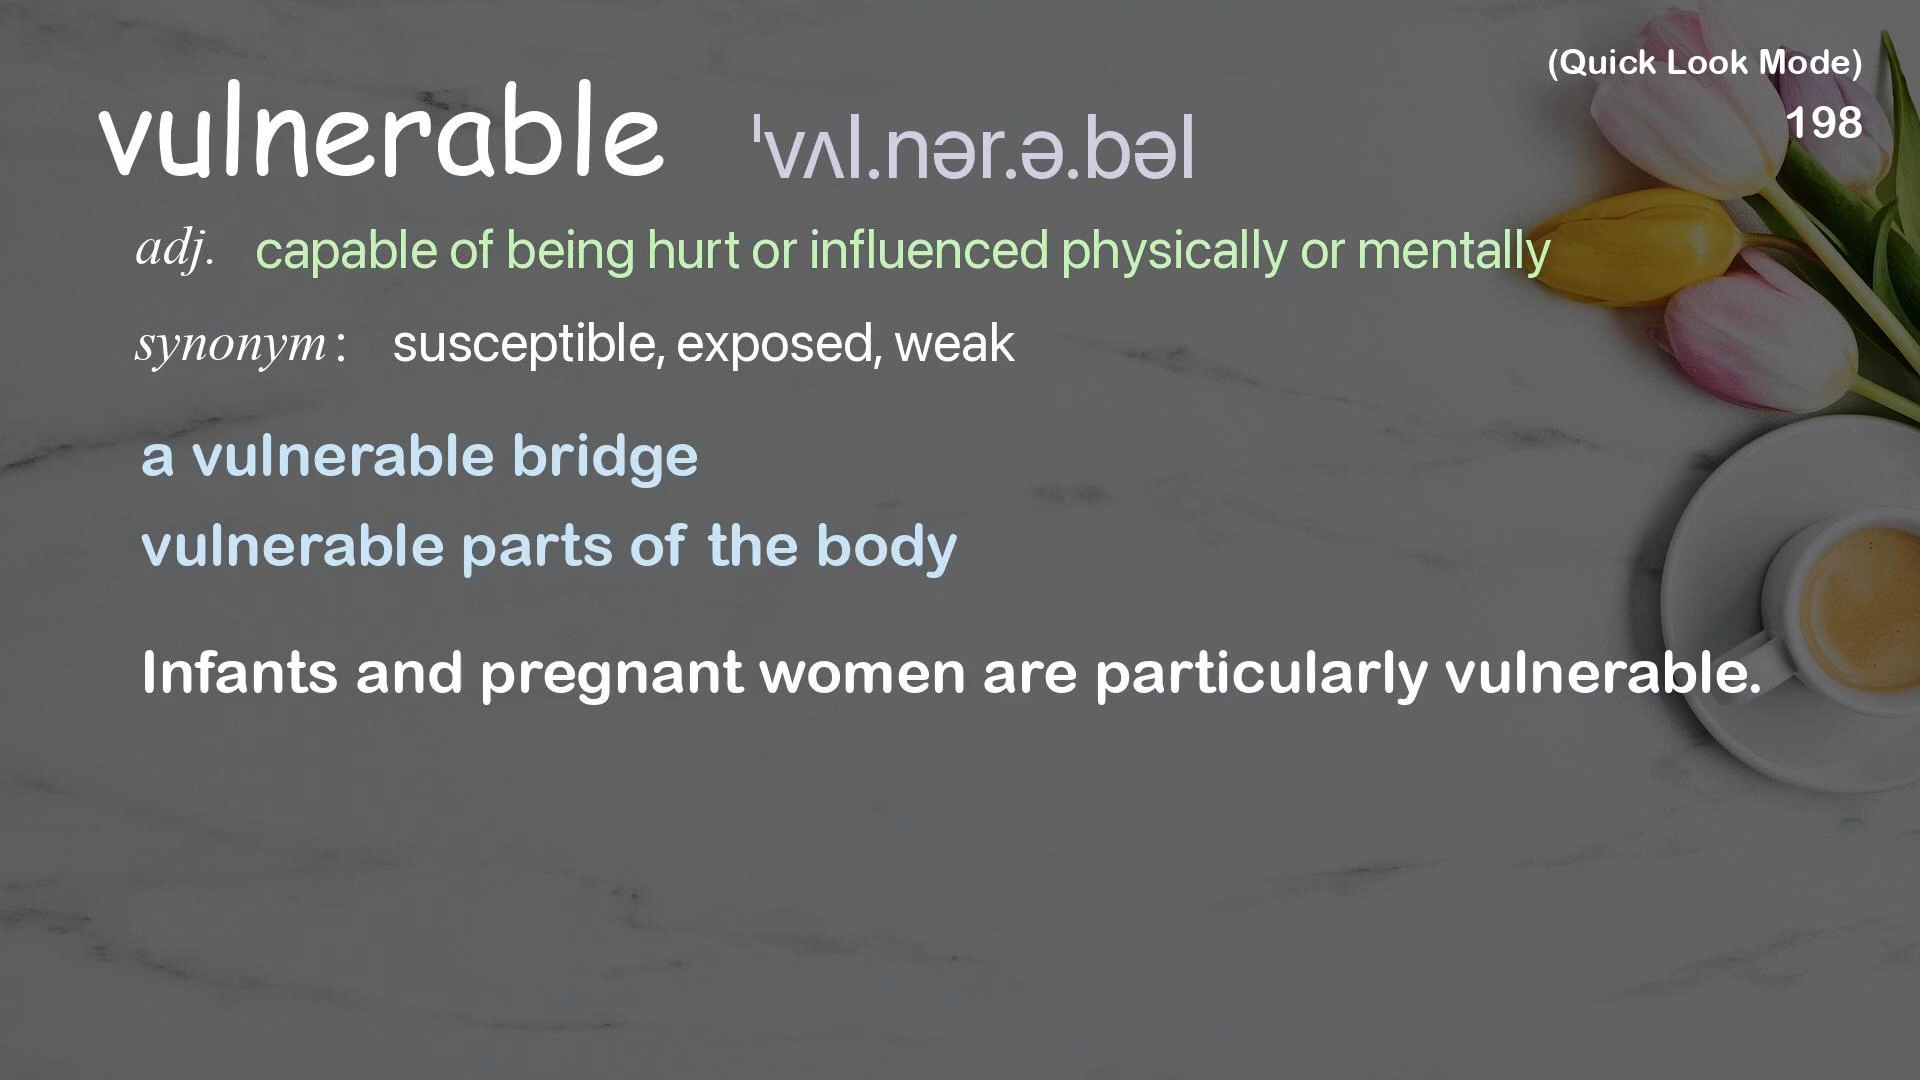 (Quick Look Mode)
198
vulnerable ˈvʌl.nər.ə.bəl
adj. capable of being hurt or influenced physically or mentally
synonym: susceptible, exposed, weak
a vulnerable bridge
vulnerable parts of the body
Infants and pregnant women are particularly vulnerable.